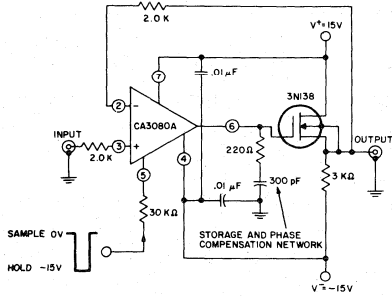 2.0 K
V⁺=15V
.01 µF
7
3N138
2
−
CA3080A
INPUT
6
OUTPUT
2.0 K
3
+
4
220Ω
5
300 pF
3 KΩ
.01 µF
30 KΩ
SAMPLE 0V
STORAGE AND PHASE
COMPENSATION NETWORK
HOLD -15V
V⁻=-15V